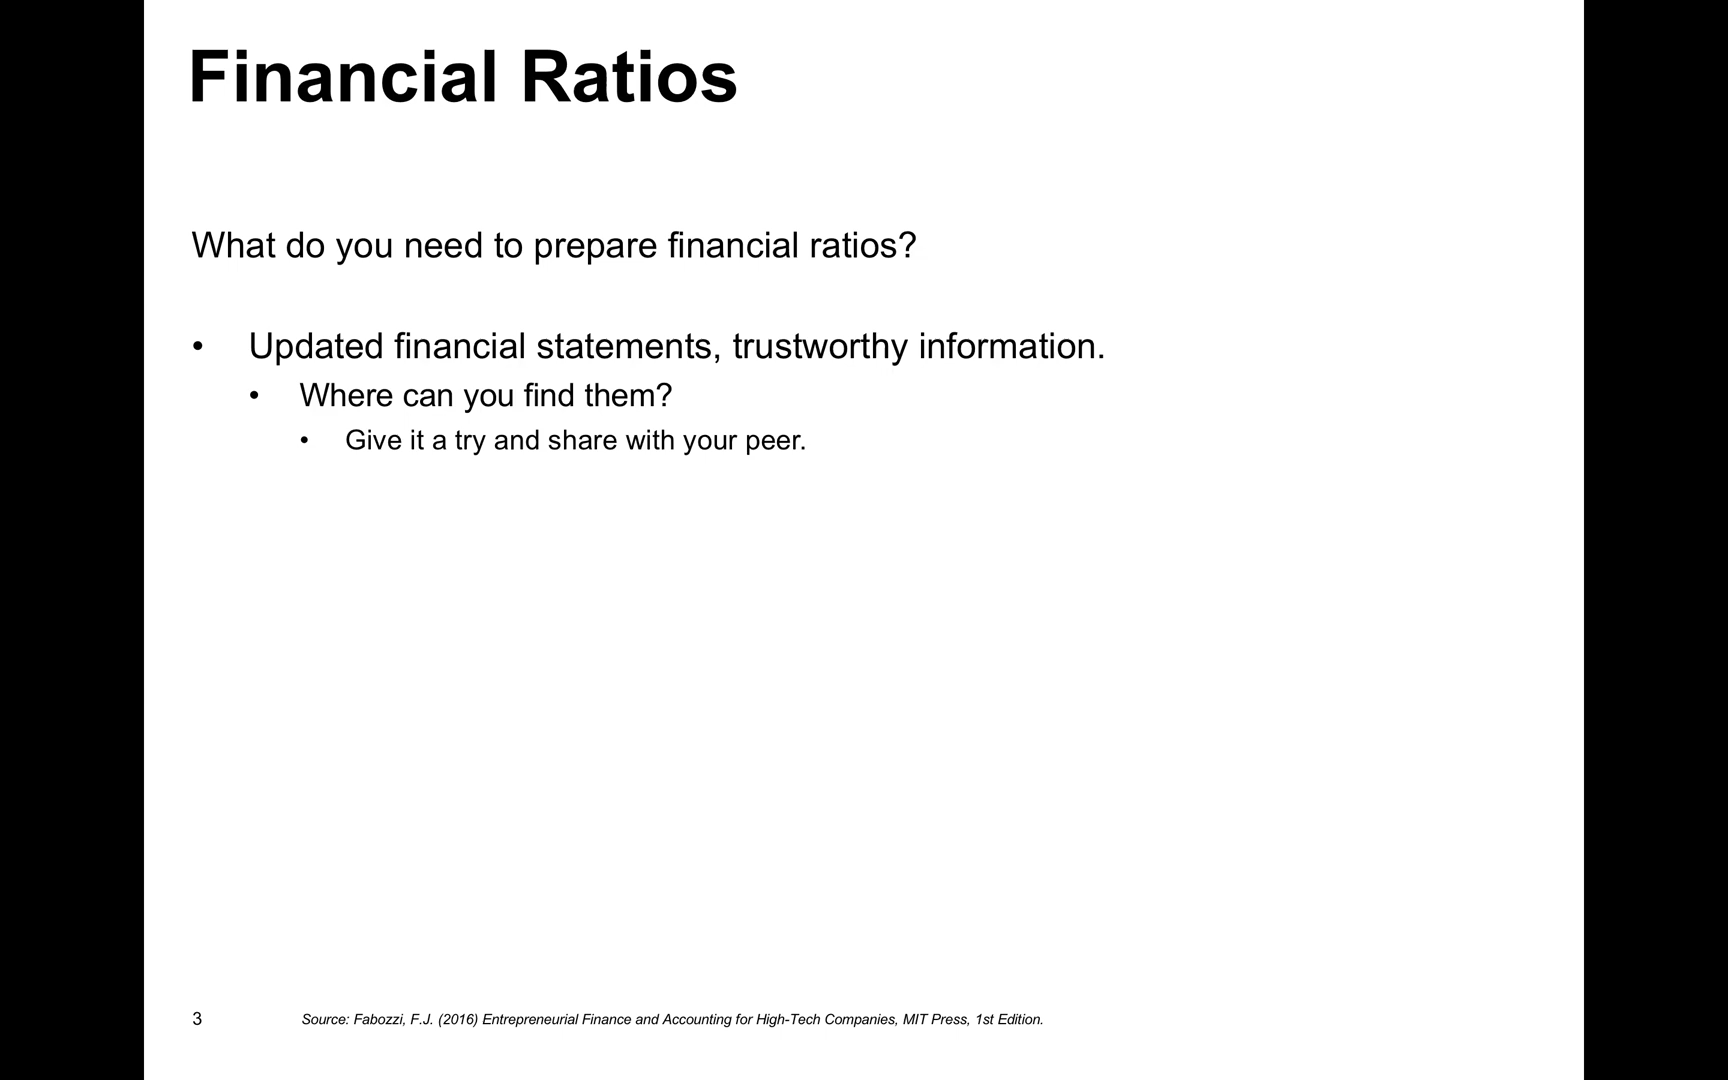 Financial Ratios
What do you need to prepare financial ratios?
• Updated financial statements, trustworthy information.
• Where can you find them?
• Give it a try and share with your peer.
3 Source: Fabozzi, F.J. (2016) Entrepreneurial Finance and Accounting for High-Tech Companies, MIT Press, 1st Edition.